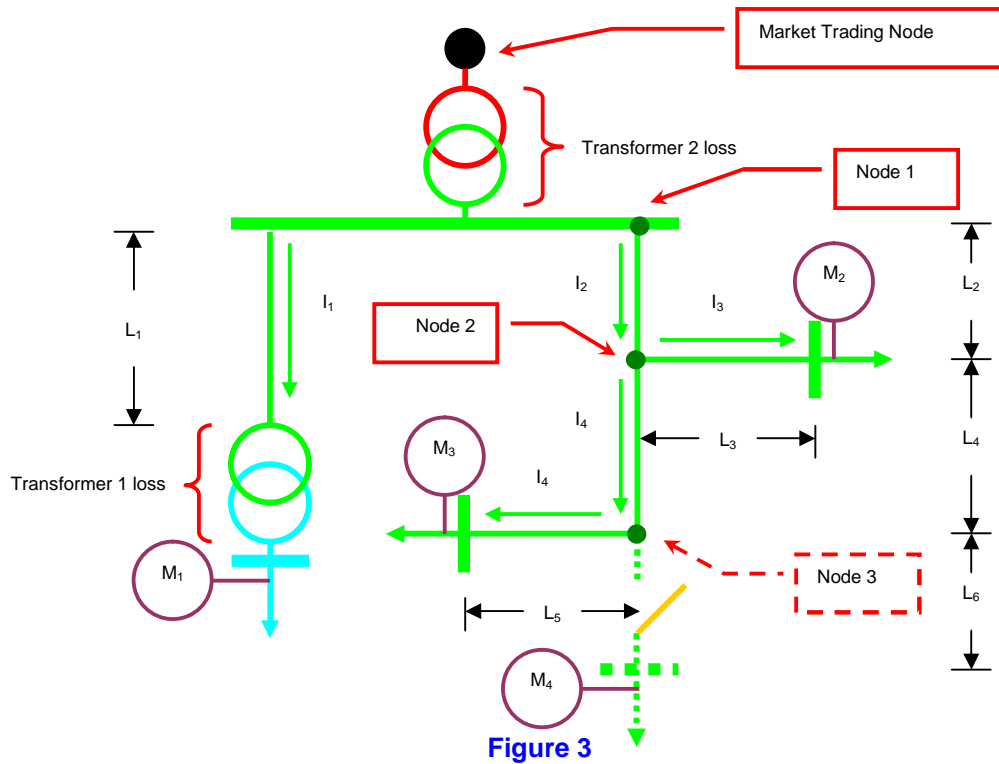 Market Trading Node
Transformer 2 loss
Node 1
I₁
I₂
I₃
M₂
L₂
L₁
Node 2
I₄
L₃
L₄
M₃
Transformer 1 loss
I₄
M₁
Node 3
L₅
L₆
M₄
Figure 3